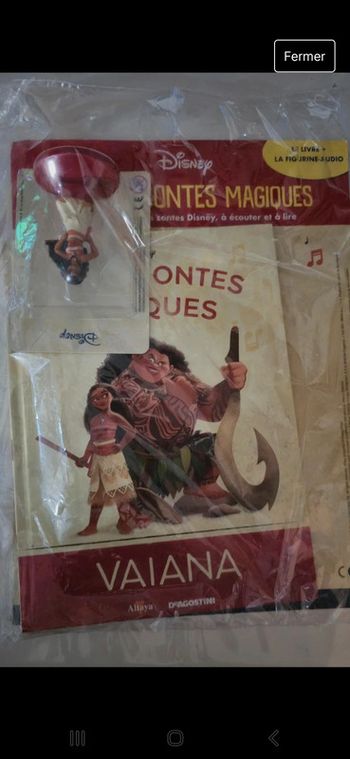 Fermer
LE LIVRE +
LA FIGURINE AUDIO
Disney
ONTES MAGIQUES
contes Disney, à écouter et à lire
ONTES
QUES
Disney
VAIANA
Altaya
DeAGOSTINI